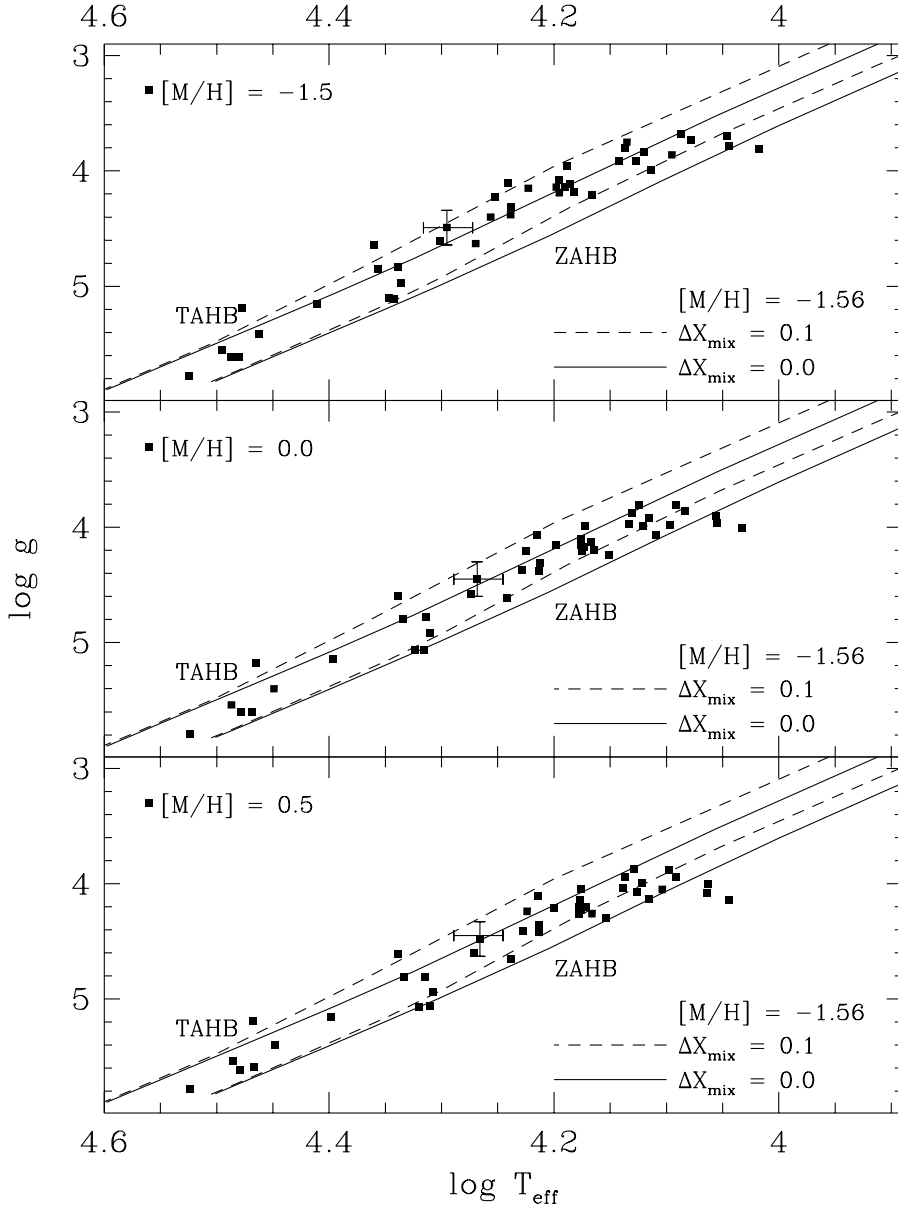 4.6 4.4 4.2 4
3
[M/H] = −1.5
4
ZAHB
5
TAHB
[M/H] = −1.56
ΔX_mix = 0.1
ΔX_mix = 0.0
3
[M/H] = 0.0
4
ZAHB
5
TAHB
[M/H] = −1.56
ΔX_mix = 0.1
ΔX_mix = 0.0
log g
3
[M/H] = 0.5
4
ZAHB
5
TAHB
[M/H] = −1.56
ΔX_mix = 0.1
ΔX_mix = 0.0
4.6 4.4 4.2 4
log T_eff